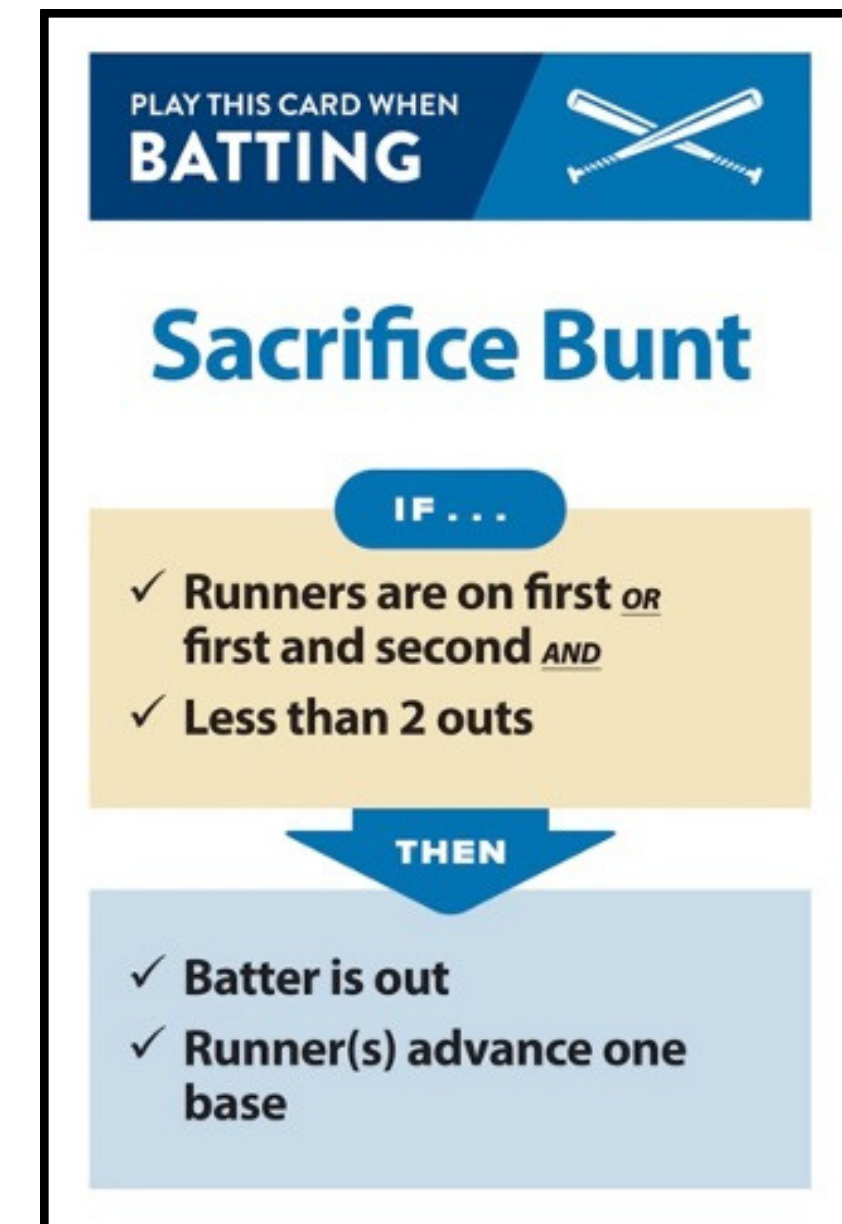 PLAY THIS CARD WHEN
BATTING
Sacrifice Bunt
IF...
✓ Runners are on first OR
first and second AND
✓ Less than 2 outs
THEN
✓ Batter is out
✓ Runner(s) advance one
base